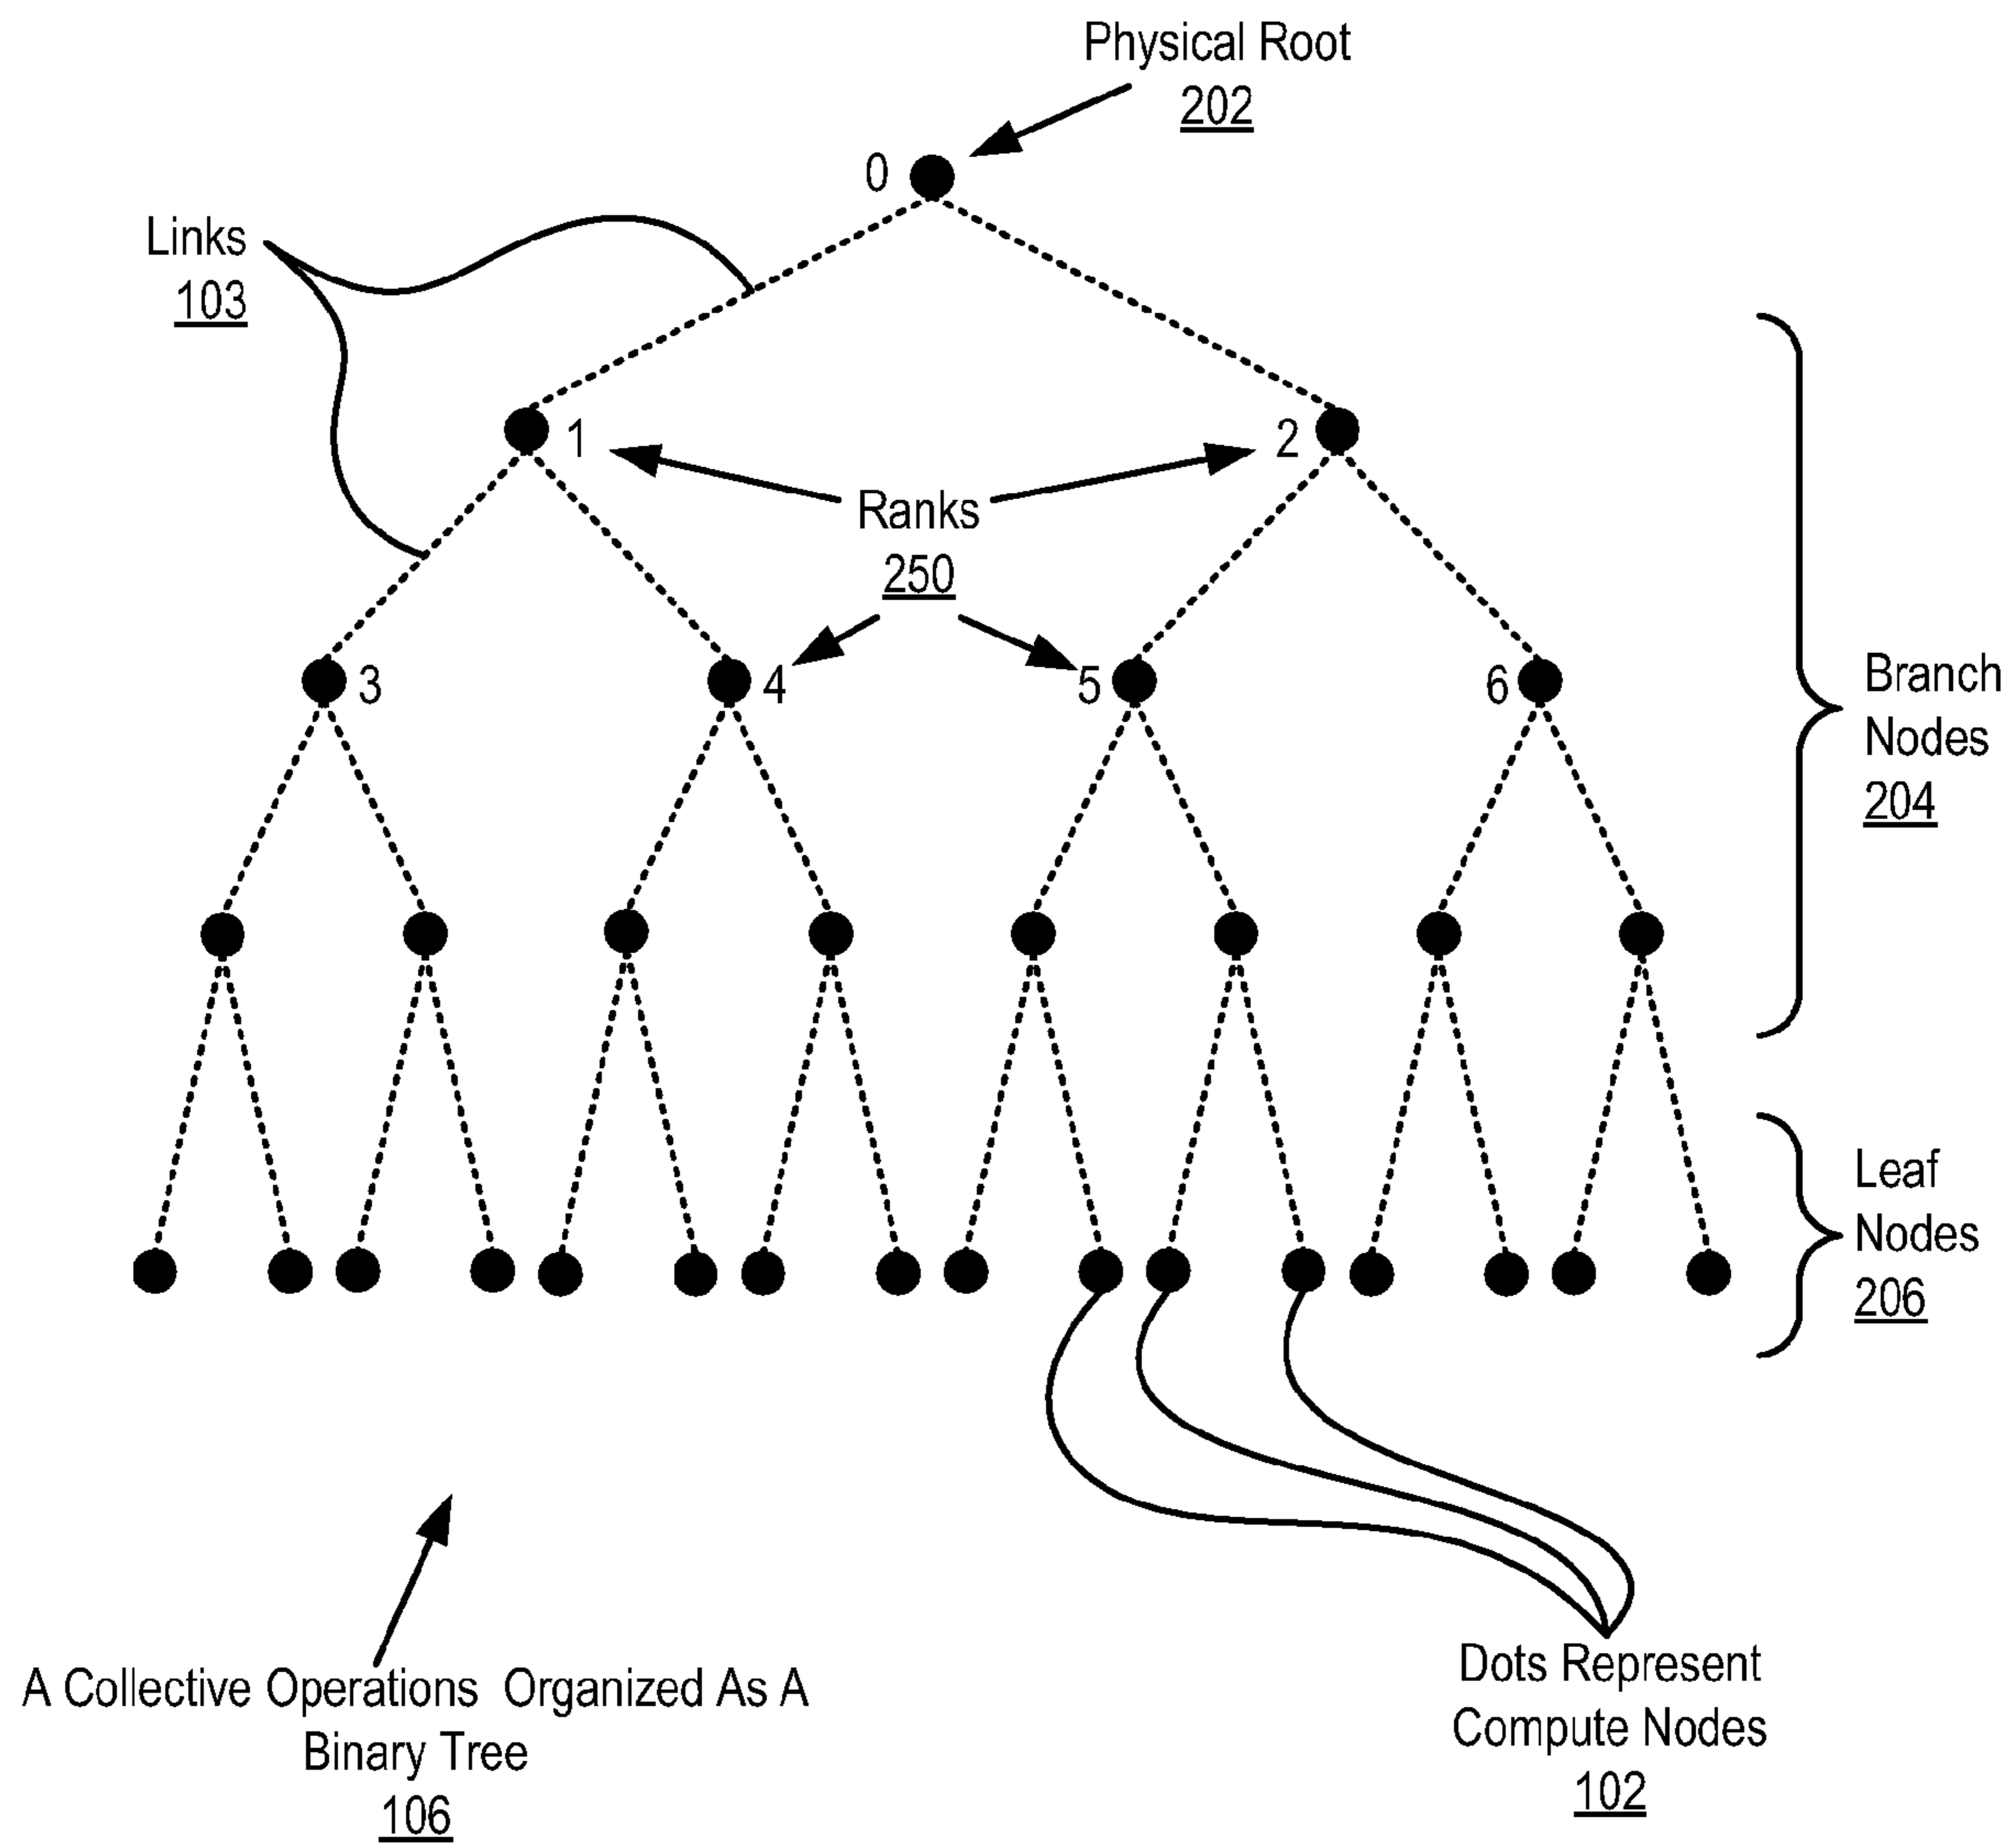 Physical Root
202
0
Links
103
1
2
Ranks
250
3
4
5
6
Branch
Nodes
204
Leaf
Nodes
206
A Collective Operations Organized As A
Binary Tree
106
Dots Represent
Compute Nodes
102